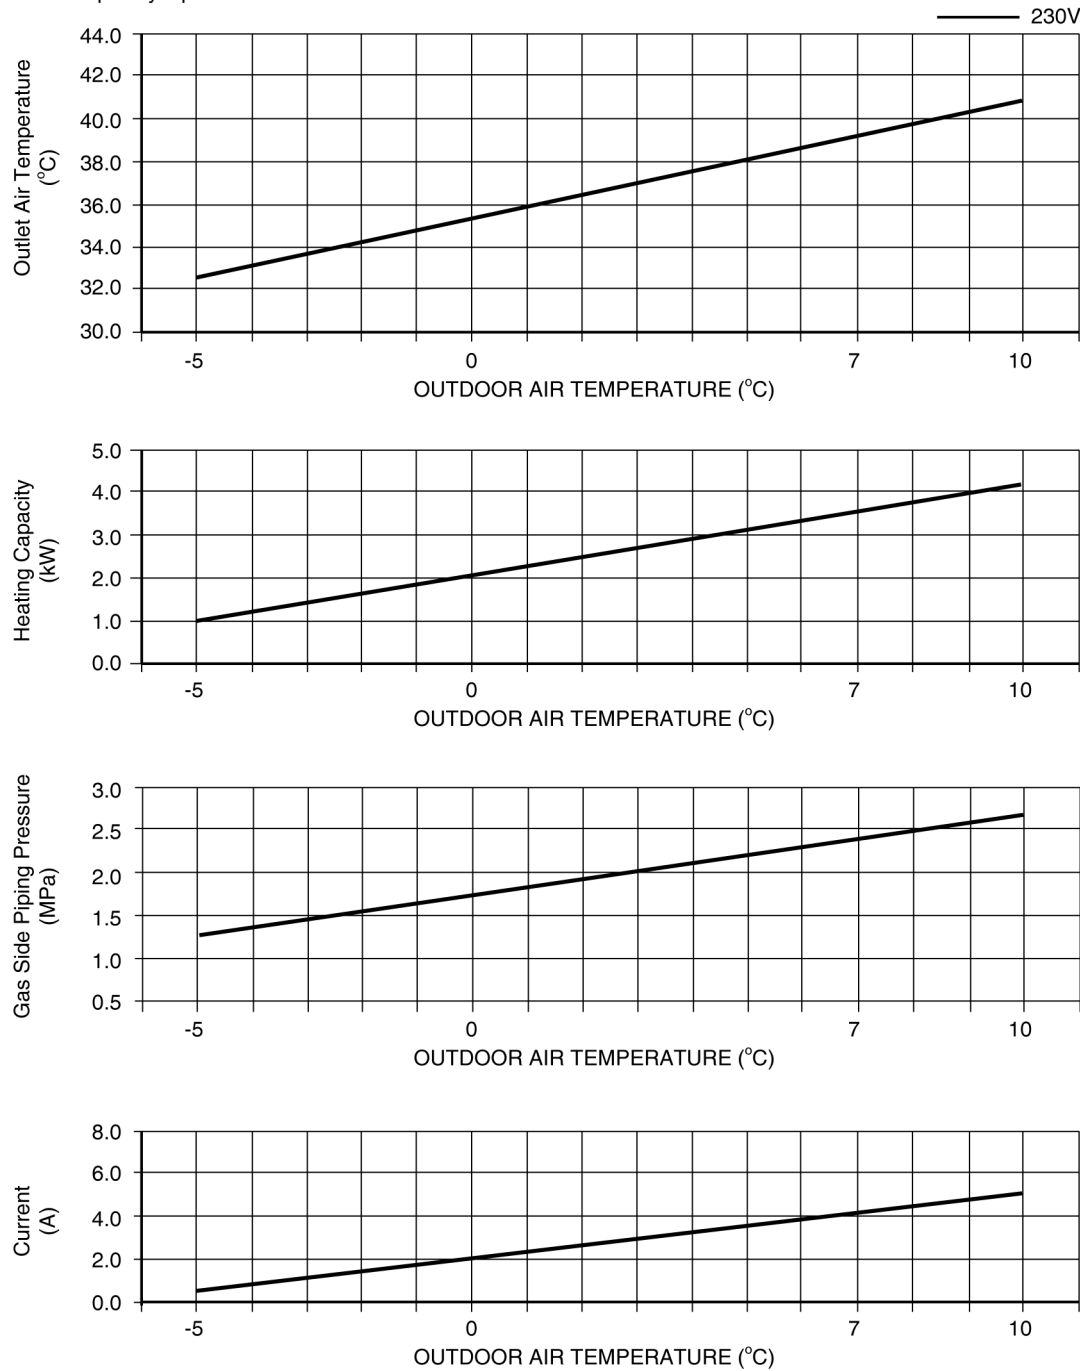 230V
44.0
42.0
40.0
38.0
36.0
34.0
32.0
30.0
Outlet Air Temperature
(°C)
-5 0 7 10
OUTDOOR AIR TEMPERATURE (°C)
5.0
4.0
3.0
2.0
1.0
0.0
Heating Capacity
(kW)
-5 0 7 10
OUTDOOR AIR TEMPERATURE (°C)
3.0
2.5
2.0
1.5
1.0
0.5
Gas Side Piping Pressure
(MPa)
-5 0 7 10
OUTDOOR AIR TEMPERATURE (°C)
8.0
6.0
4.0
2.0
0.0
Current
(A)
-5 0 7 10
OUTDOOR AIR TEMPERATURE (°C)